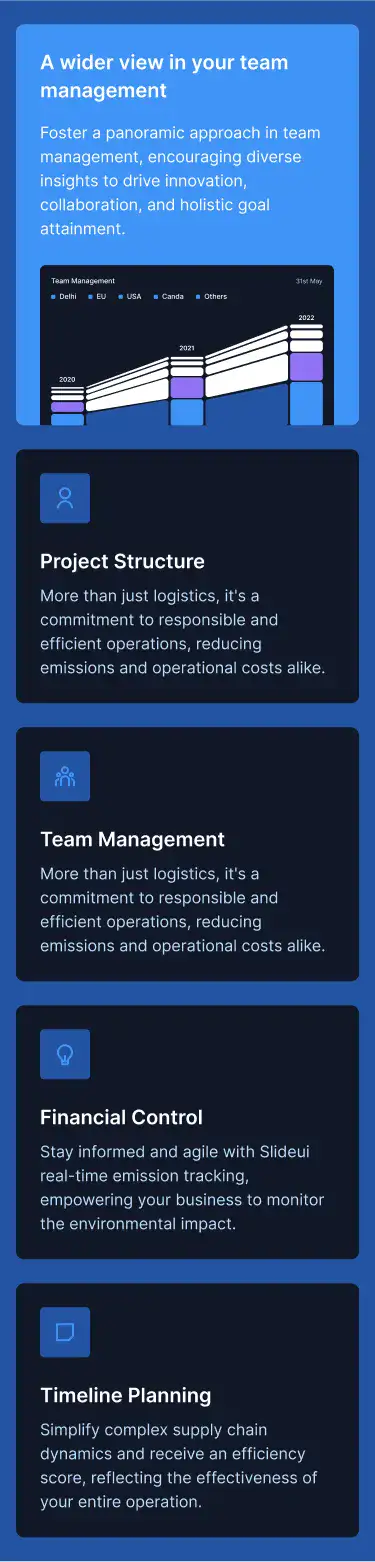 A wider view in your team
management
Foster a panoramic approach in team
management, encouraging diverse
insights to drive innovation,
collaboration, and holistic goal
attainment.
Team Management 31st May
Delhi EU USA Canda Others
2022
2021
2020
Project Structure
More than just logistics, it's a
commitment to responsible and
efficient operations, reducing
emissions and operational costs alike.
Team Management
More than just logistics, it's a
commitment to responsible and
efficient operations, reducing
emissions and operational costs alike.
Financial Control
Stay informed and agile with Slideui
real-time emission tracking,
empowering your business to monitor
the environmental impact.
Timeline Planning
Simplify complex supply chain
dynamics and receive an efficiency
score, reflecting the effectiveness of
your entire operation.